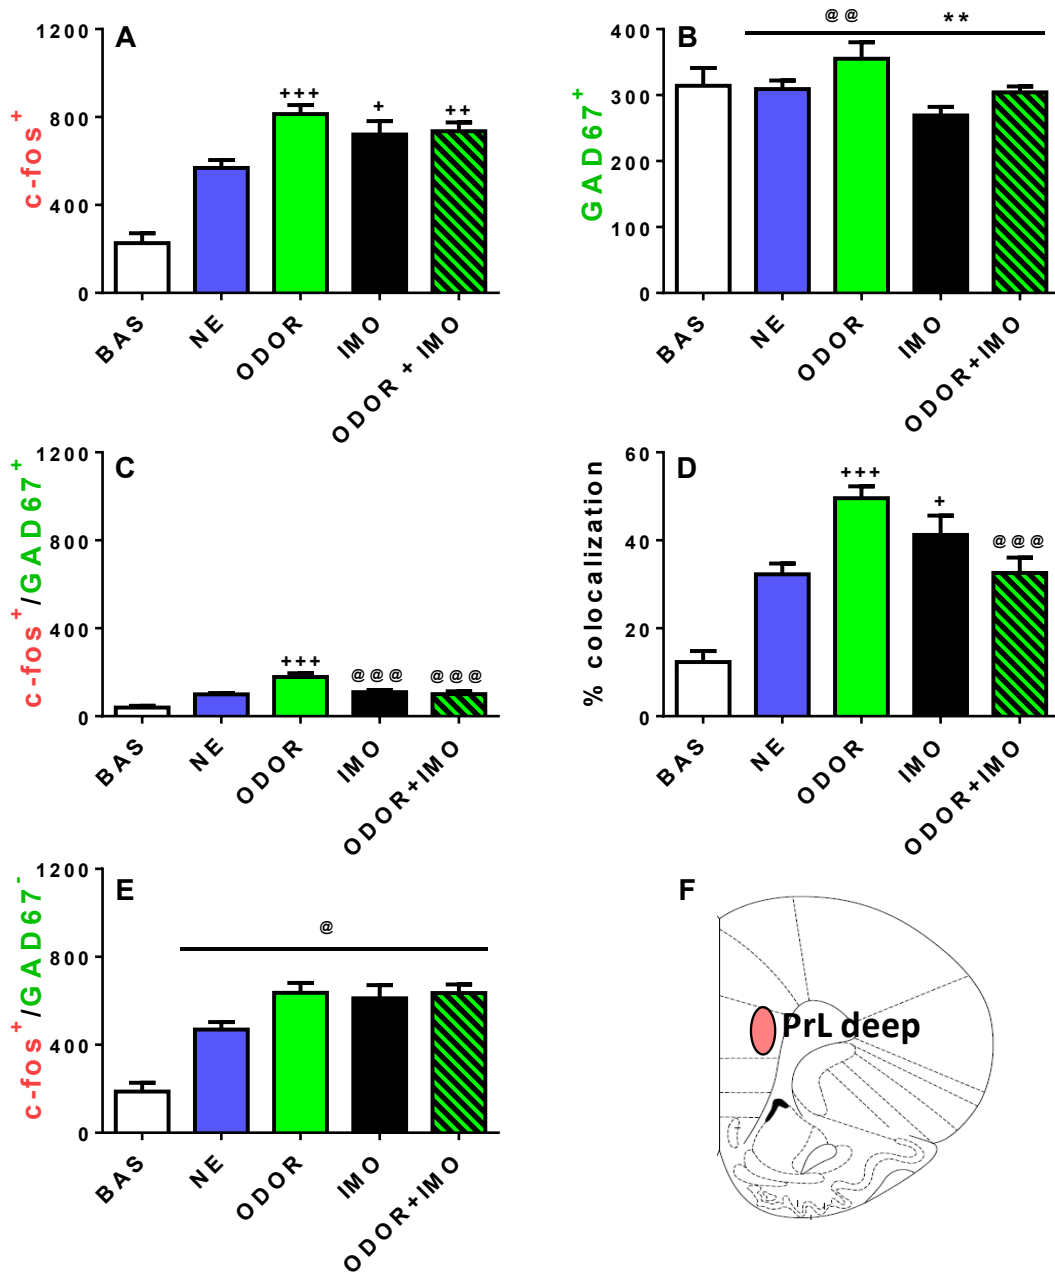 A
c-fos+
1200
800
400
0
+++
+
++
BAS
NE
ODOR
IMO
ODOR + IMO
B
GAD67+
400
300
200
100
0
@@
**
BAS
NE
ODOR
IMO
ODOR+IMO
C
c-fos+/GAD67+
1200
800
400
0
+++
@@@
@@@
BAS
NE
ODOR
IMO
ODOR+IMO
D
% colocalization
60
40
20
0
+++
+
@@@
BAS
NE
ODOR
IMO
ODOR+IMO
E
c-fos+/GAD67-
1200
800
400
0
@
BAS
NE
ODOR
IMO
ODOR+IMO
F
PrL deep